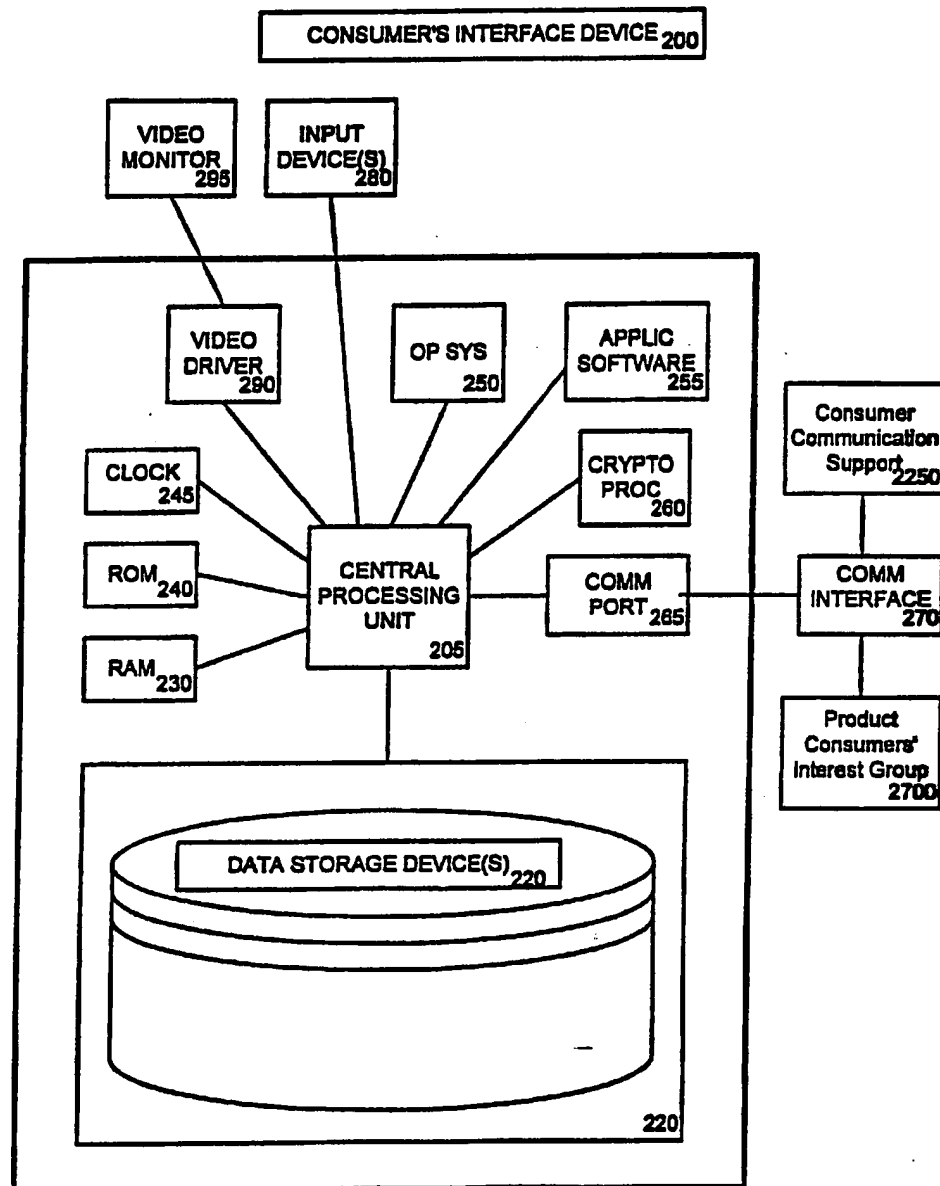 CONSUMER'S INTERFACE DEVICE 200
VIDEO
MONITOR
295
INPUT
DEVICE(S)
280
VIDEO
DRIVER
290
OP SYS
250
APPLIC
SOFTWARE
255
Consumer
Communication
Support
2250
CLOCK
245
CRYPTO
PROC
260
ROM
240
CENTRAL
PROCESSING
UNIT
205
COMM
PORT
265
COMM
INTERFACE
270
RAM
230
Product
Consumers'
Interest Group
2700
DATA STORAGE DEVICE(S) 220
220